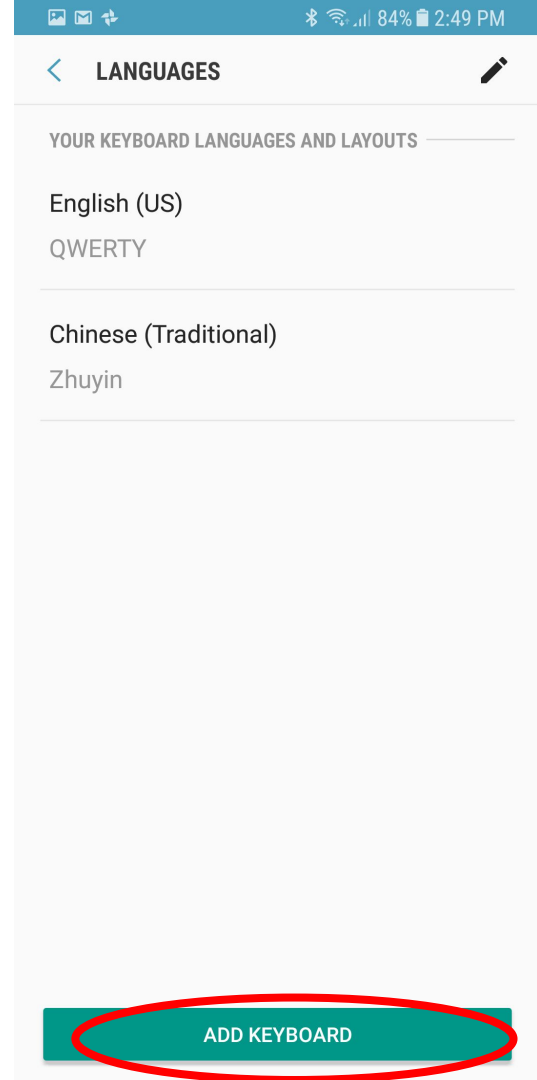 84% 2:49 PM
LANGUAGES
YOUR KEYBOARD LANGUAGES AND LAYOUTS
English (US)
QWERTY
Chinese (Traditional)
Zhuyin
ADD KEYBOARD